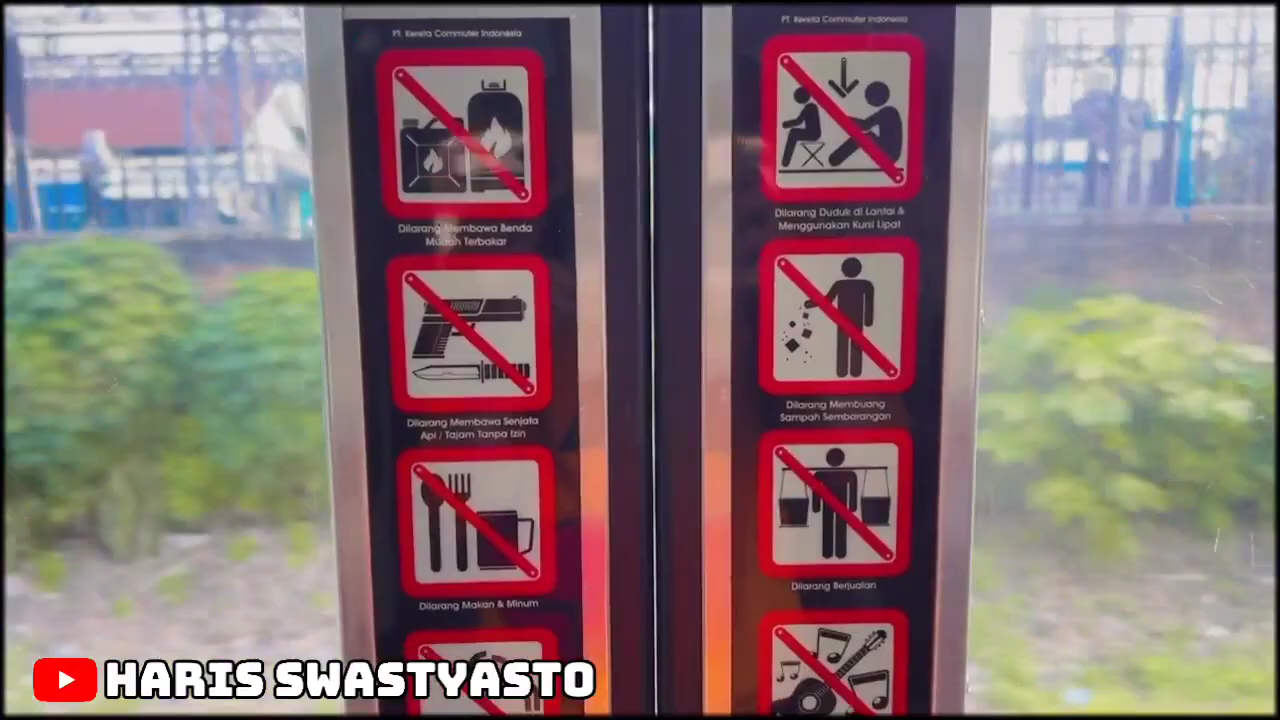 PT. Kereta Commuter Indonesia
Dilarang Membawa Benda
Mudah Terbakar
Dilarang Membawa Senjata
Api / Tajam Tanpa Izin
Dilarang Makan & Minum
PT. Kereta Commuter Indonesia
Dilarang Duduk di Lantai &
Menggunakan Kursi Lipat
Dilarang Membuang
Sampah Sembarangan
Dilarang Berjualan
HARIS SWASTYASTO